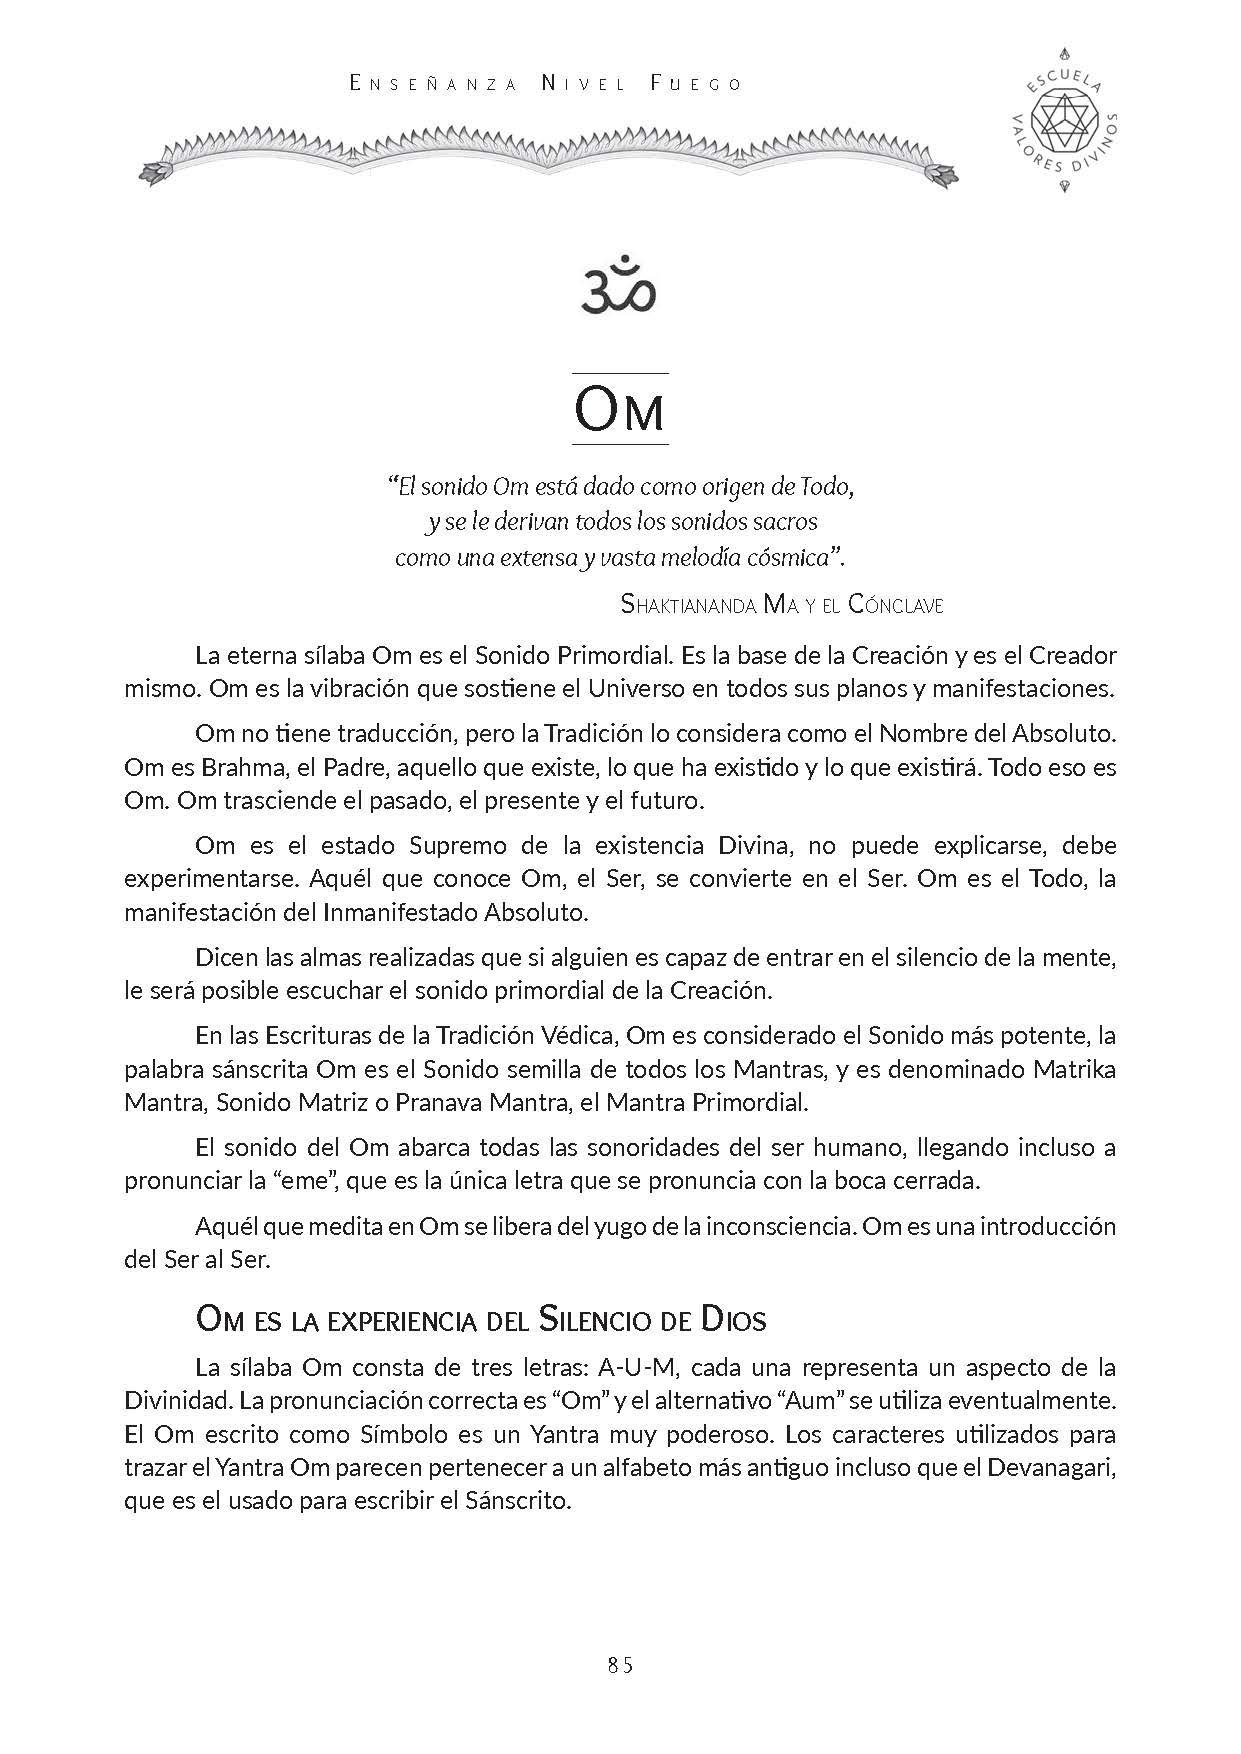 Enseñanza Nivel Fuego
ESCUELA
VALORES DIVINOS
ॐ
Om
“El sonido Om está dado como origen de Todo,
y se le derivan todos los sonidos sacros
como una extensa y vasta melodía cósmica”.
Shaktiananda Ma y el Cónclave
La eterna sílaba Om es el Sonido Primordial. Es la base de la Creación y es el Creador
mismo. Om es la vibración que sostiene el Universo en todos sus planos y manifestaciones.
Om no tiene traducción, pero la Tradición lo considera como el Nombre del Absoluto.
Om es Brahma, el Padre, aquello que existe, lo que ha existido y lo que existirá. Todo eso es
Om. Om trasciende el pasado, el presente y el futuro.
Om es el estado Supremo de la existencia Divina, no puede explicarse, debe
experimentarse. Aquél que conoce Om, el Ser, se convierte en el Ser. Om es el Todo, la
manifestación del Inmanifestado Absoluto.
Dicen las almas realizadas que si alguien es capaz de entrar en el silencio de la mente,
le será posible escuchar el sonido primordial de la Creación.
En las Escrituras de la Tradición Védica, Om es considerado el Sonido más potente, la
palabra sánscrita Om es el Sonido semilla de todos los Mantras, y es denominado Matrika
Mantra, Sonido Matriz o Pranava Mantra, el Mantra Primordial.
El sonido del Om abarca todas las sonoridades del ser humano, llegando incluso a
pronunciar la “eme”, que es la única letra que se pronuncia con la boca cerrada.
Aquél que medita en Om se libera del yugo de la inconsciencia. Om es una introducción
del Ser al Ser.
Om es la experiencia del Silencio de Dios
La sílaba Om consta de tres letras: A-U-M, cada una representa un aspecto de la
Divinidad. La pronunciación correcta es “Om” y el alternativo “Aum” se utiliza eventualmente.
El Om escrito como Símbolo es un Yantra muy poderoso. Los caracteres utilizados para
trazar el Yantra Om parecen pertenecer a un alfabeto más antiguo incluso que el Devanagari,
que es el usado para escribir el Sánscrito.
85